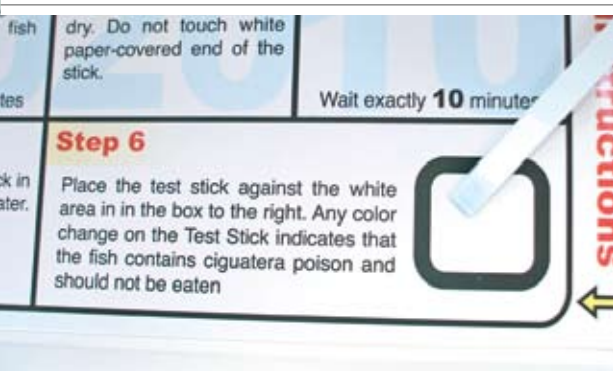 fish
tes
dry. Do not touch white
paper-covered end of the
stick.
Wait exactly 10 minutes
ck in
ater.
Step 6
Place the test stick against the white
area in in the box to the right. Any color
change on the Test Stick indicates that
the fish contains ciguatera poison and
should not be eaten